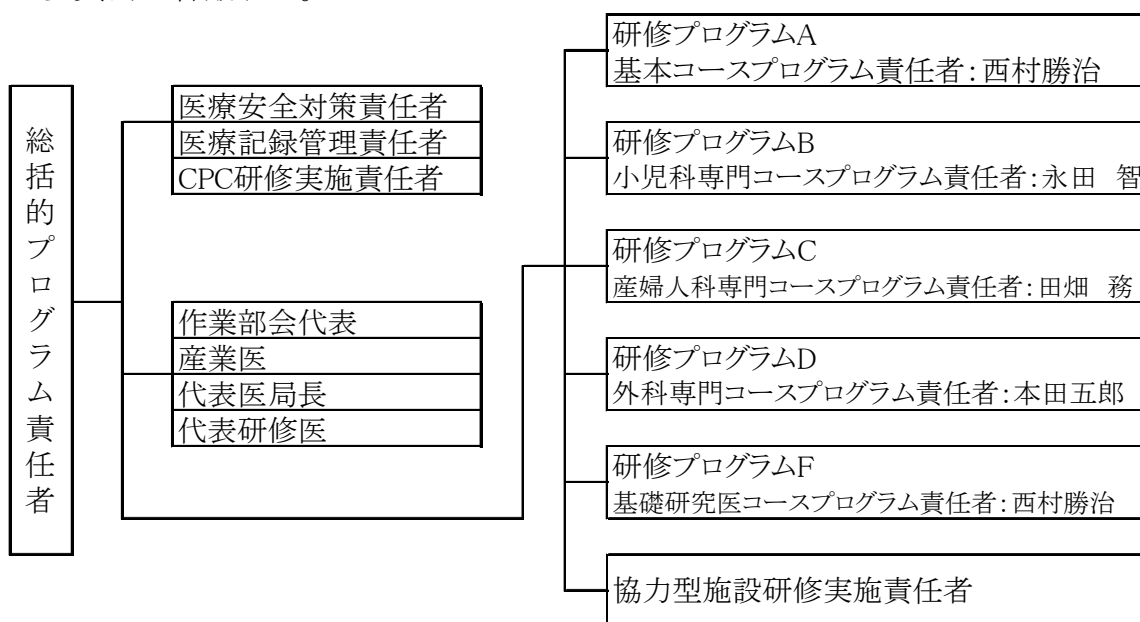 総括的プログラム責任者
医療安全対策責任者
医療記録管理責任者
CPC研修実施責任者
作業部会代表
産業医
代表医局長
代表研修医
研修プログラムA
基本コースプログラム責任者：西村勝治
研修プログラムB
小児科専門コースプログラム責任者：永田　智
研修プログラムC
産婦人科専門コースプログラム責任者：田畑　務
研修プログラムD
外科専門コースプログラム責任者：本田五郎
研修プログラムF
基礎研究医コースプログラム責任者：西村勝治
協力型施設研修実施責任者